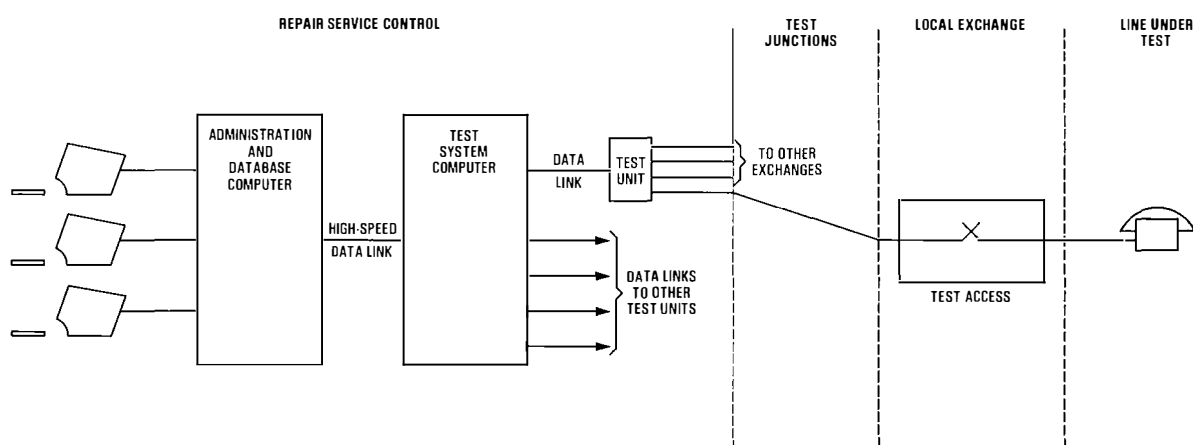 REPAIR SERVICE CONTROL
TEST
JUNCTIONS
LOCAL EXCHANGE
LINE UNDER
TEST
ADMINISTRATION
AND
DATABASE
COMPUTER
HIGH-SPEED
DATA LINK
TEST
SYSTEM
COMPUTER
DATA
LINK
TEST
UNIT
TO OTHER
EXCHANGES
DATA LINKS
TO OTHER
TEST UNITS
TEST ACCESS